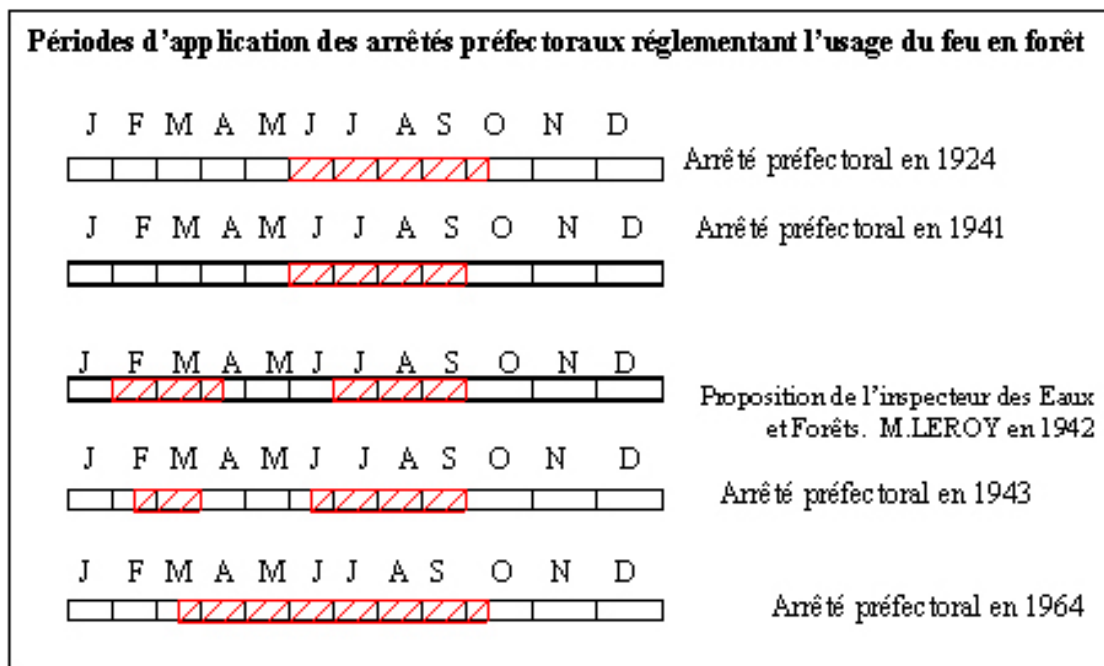 Périodes d'application des arrêtés préfectoraux réglementant l'usage du feu en forêt
J F M A M J J A S O N D
Arrêté préfectoral en 1924
J F M A M J J A S O N D
Arrêté préfectoral en 1941
J F M A M J J A S O N D
Proposition de l'inspecteur des Eaux
et Forêts. M.LEROY en 1942
J F M A M J J A S O N D
Arrêté préfectoral en 1943
J F M A M J J A S O N D
Arrêté préfectoral en 1964